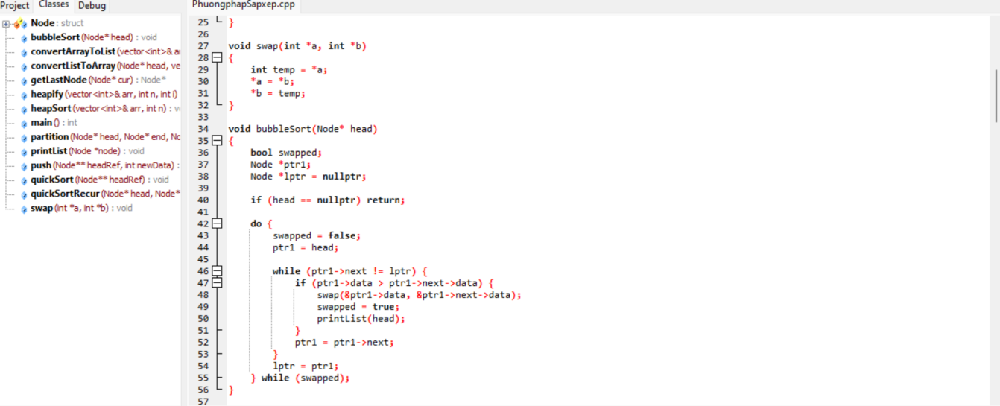 Project Classes Debug
Node : struct
bubbleSort (Node* head) : void
convertArrayToList (vector<int>& ar
convertListToArray (Node* head, ve
getLastNode (Node* cur) : Node*
heapify (vector<int>& arr, int n, int i)
heapSort (vector<int>& arr, int n) : v
main () : int
partition (Node* head, Node* end, No
printList (Node *node) : void
push (Node** headRef, int newData) :
quickSort (Node** headRef) : void
quickSortRecur (Node* head, Node*
swap (int *a, int *b) : void
PhuongphapSapxep.cpp
25 }
26
27 void swap(int *a, int *b)
28 {
29 int temp = *a;
30 *a = *b;
31 *b = temp;
32 }
33
34 void bubbleSort(Node* head)
35 {
36 bool swapped;
37 Node *ptr1;
38 Node *lptr = nullptr;
39
40 if (head == nullptr) return;
41
42 do {
43 swapped = false;
44 ptr1 = head;
45
46 while (ptr1->next != lptr) {
47 if (ptr1->data > ptr1->next->data) {
48 swap(&ptr1->data, &ptr1->next->data);
49 swapped = true;
50 printList(head);
51 }
52 ptr1 = ptr1->next;
53 }
54 lptr = ptr1;
55 } while (swapped);
56 }
57